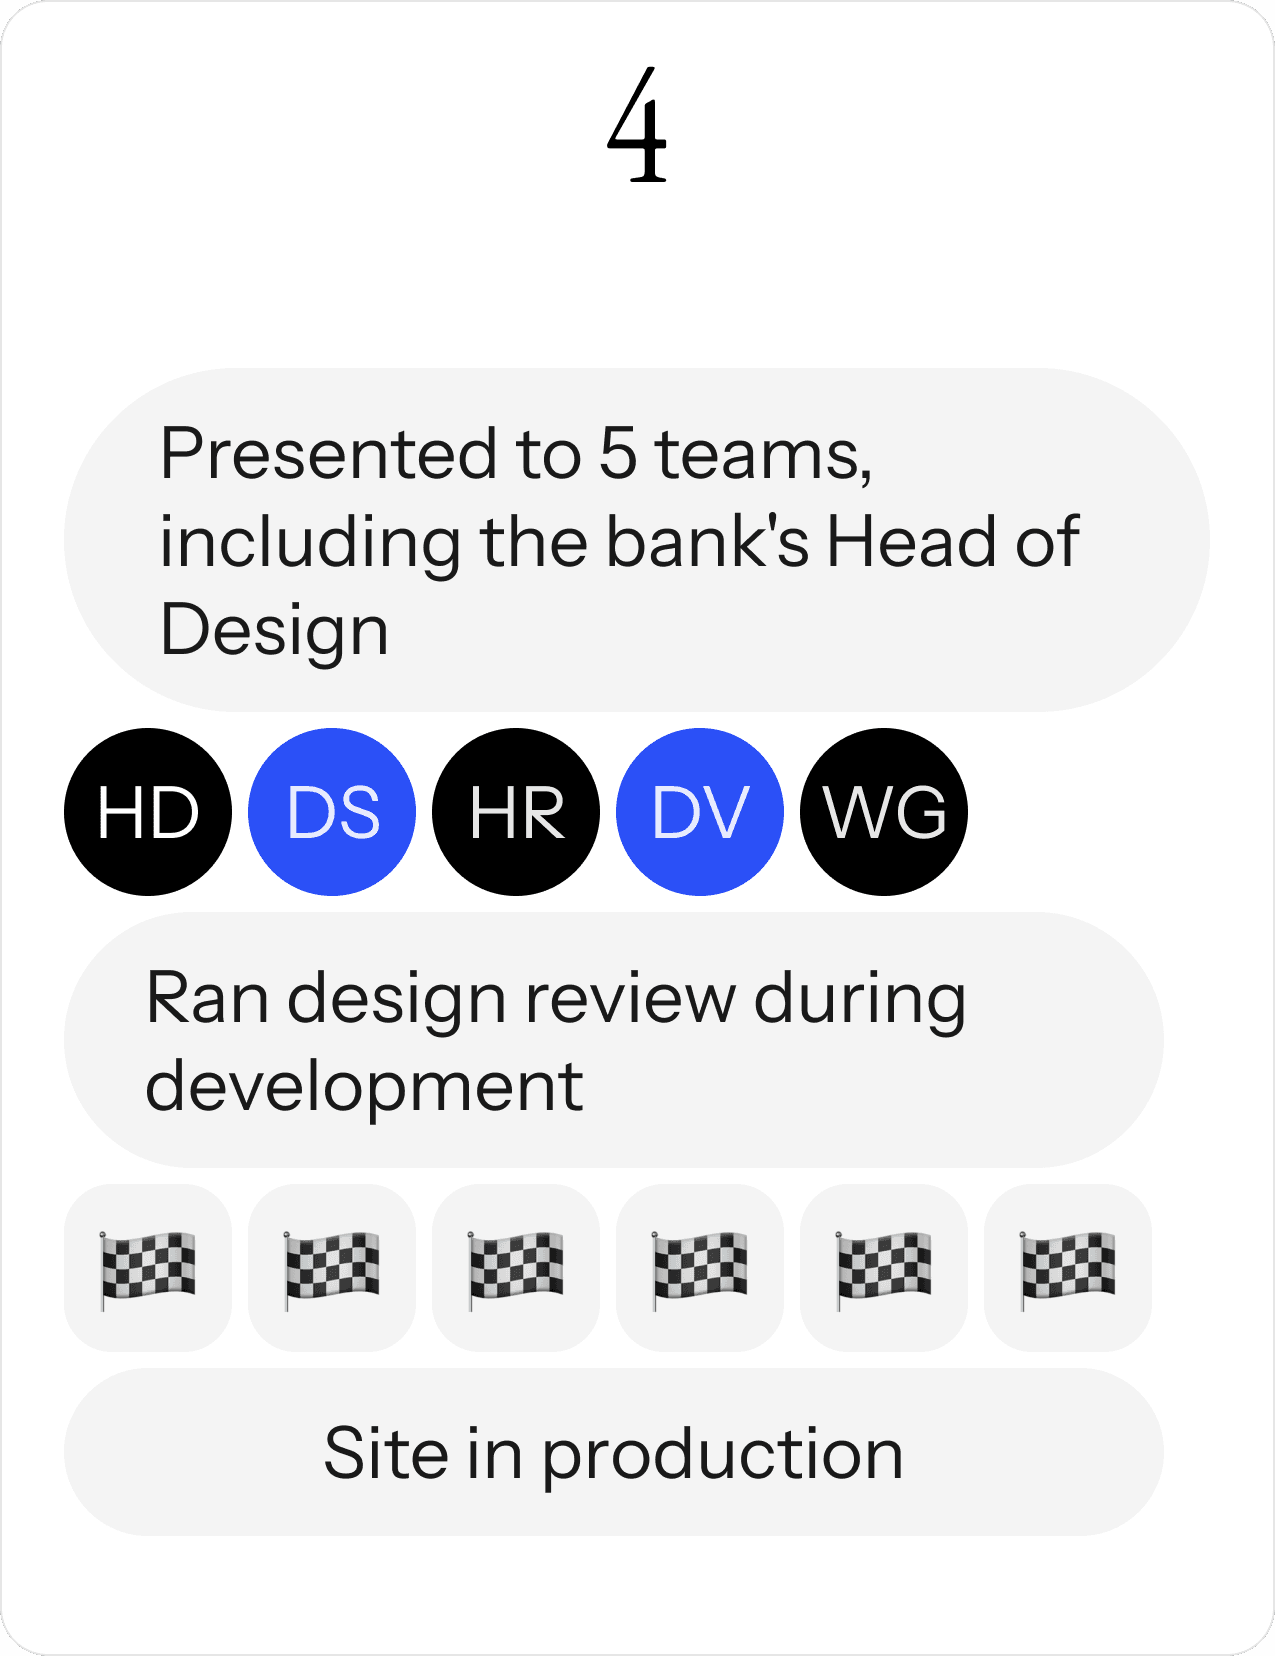 4
Presented to 5 teams,
including the bank's Head of
Design
HD DS HR DV WG
Ran design review during
development
Site in production